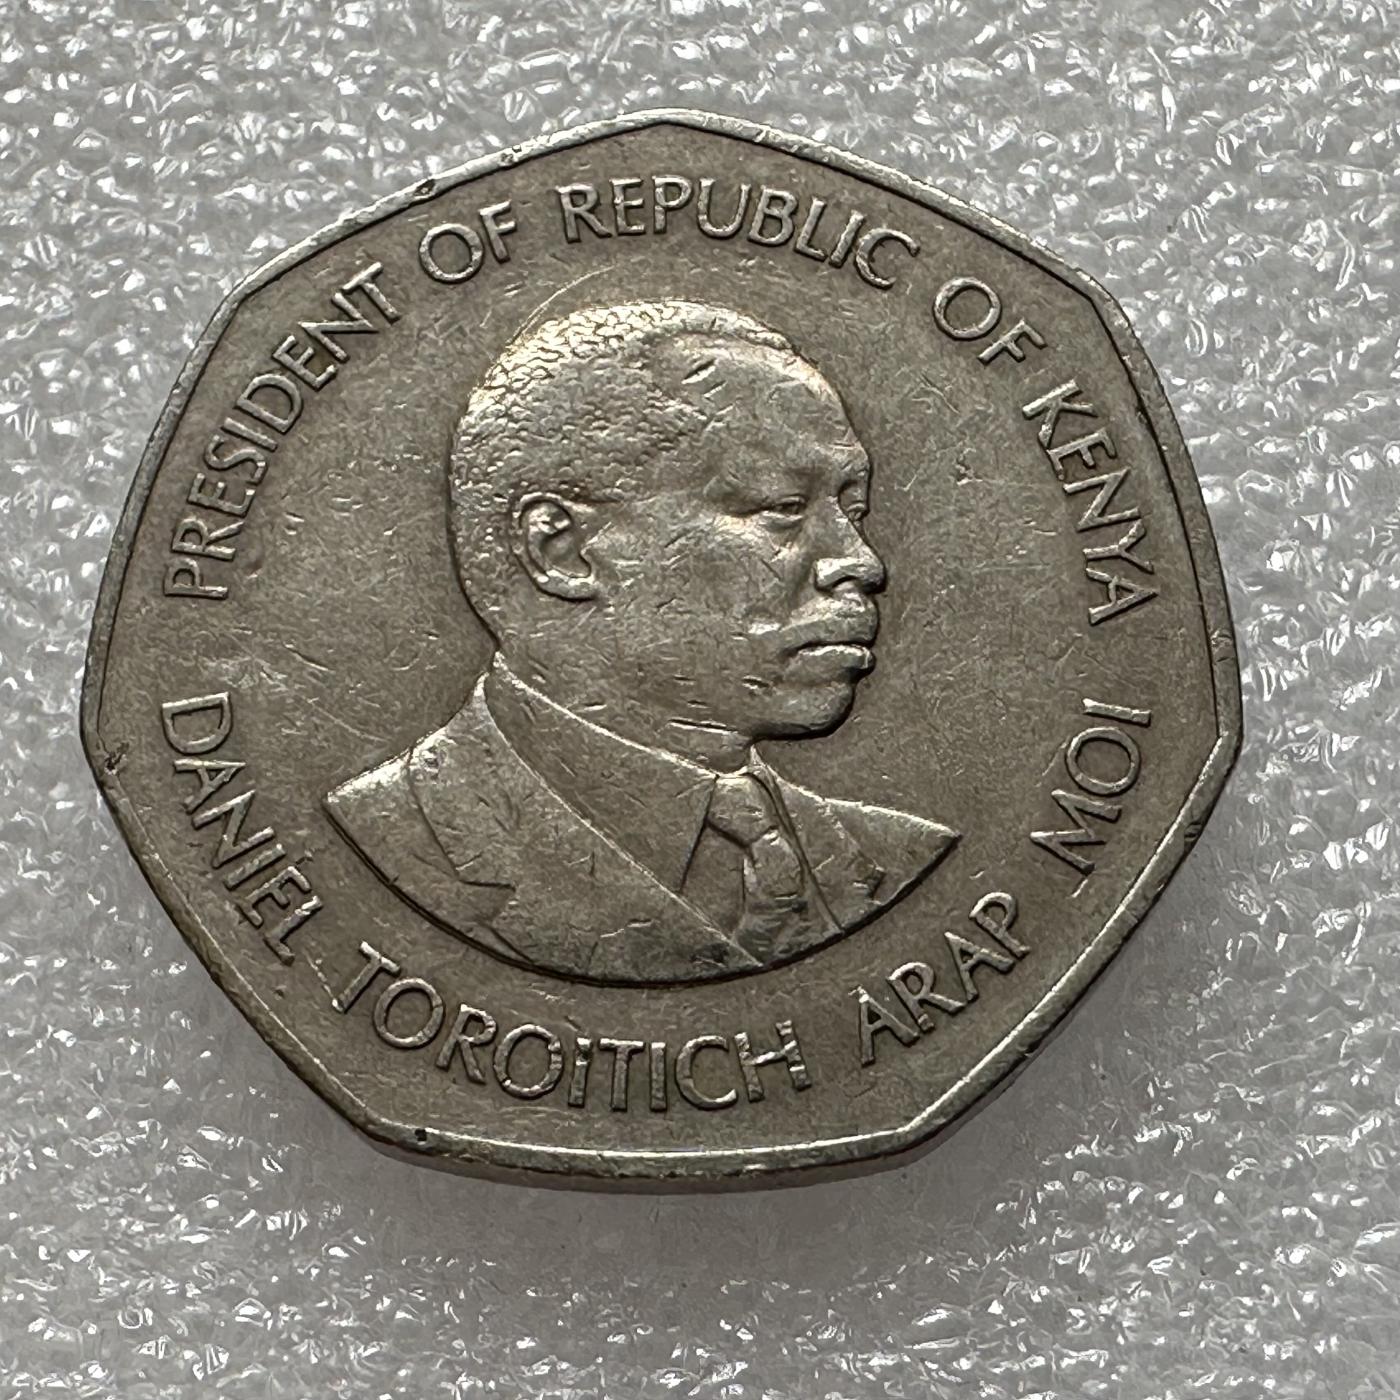 PRESIDENT OF REPUBLIC OF KENYA
DANIEL TOROiTICH ARAP MOI